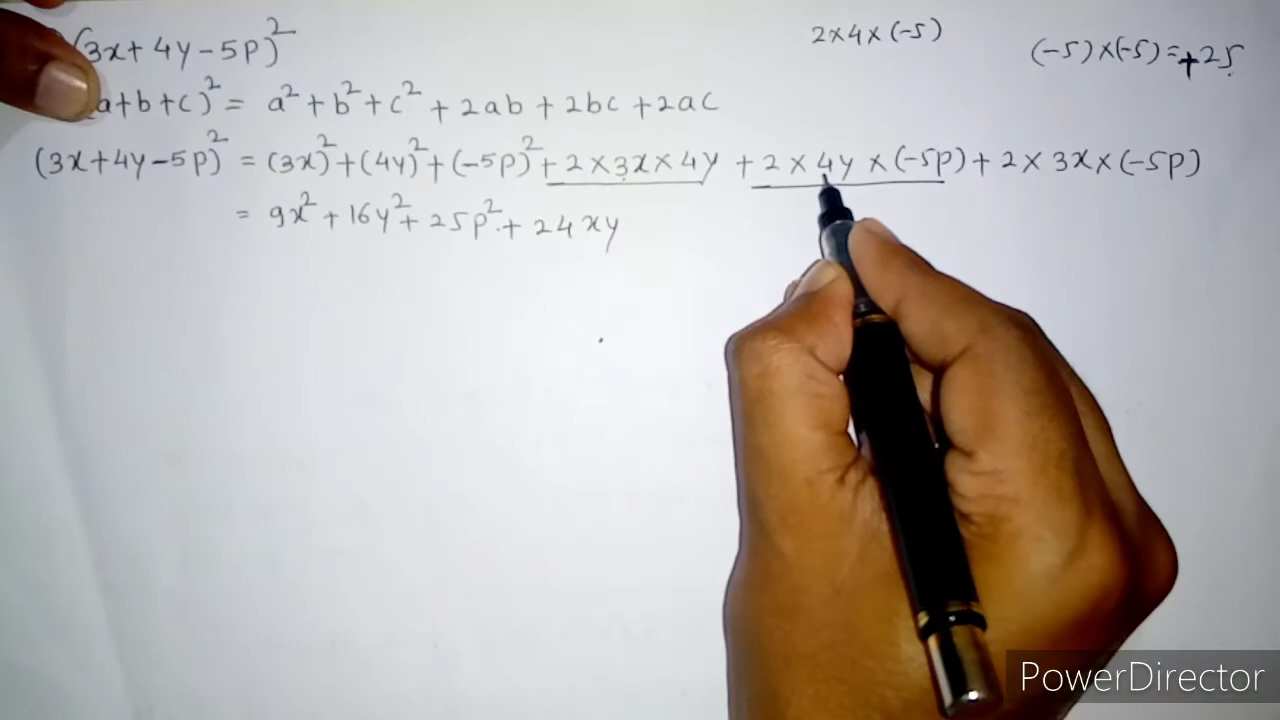 (3x+4y-5p)²
2×4×(-5)
(-5)×(-5)=+25
a+b+c)² = a²+b²+c²+2ab+2bc+2ac
(3x+4y-5p)² = (3x)²+(4y)²+(-5p)²+2×3x×4y+2×4y×(-5p)+2×3x×(-5p)
= 9x²+16y²+25p²+24xy
PowerDirector